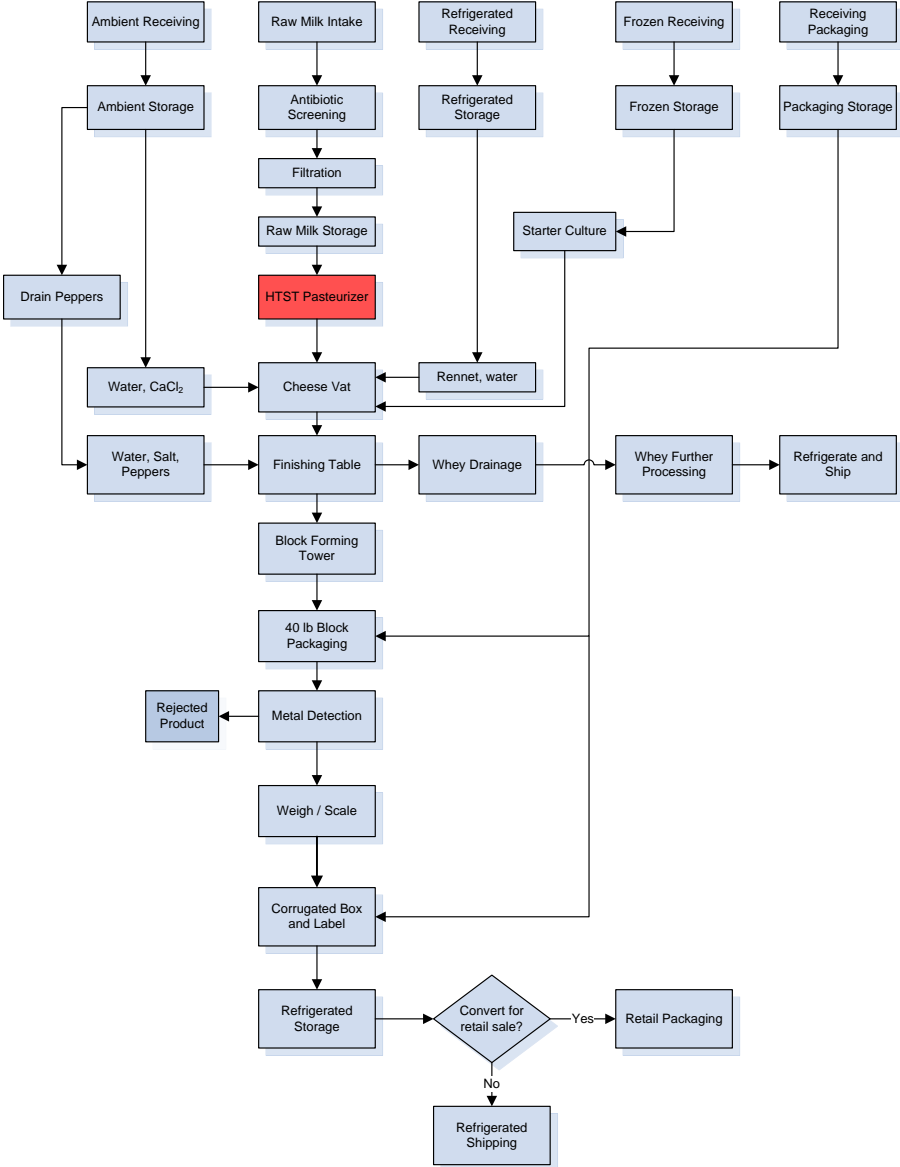 Ambient Receiving
Raw Milk Intake
Refrigerated
Receiving
Frozen Receiving
Receiving
Packaging
Ambient Storage
Antibiotic
Screening
Refrigerated
Storage
Frozen Storage
Packaging Storage
Filtration
Raw Milk Storage
Starter Culture
Drain Peppers
HTST Pasteurizer
Water, CaCl₂
Cheese Vat
Rennet, water
Water, Salt,
Peppers
Finishing Table
Whey Drainage
Whey Further
Processing
Refrigerate and
Ship
Block Forming
Tower
40 lb Block
Packaging
Rejected
Product
Metal Detection
Weigh / Scale
Corrugated Box
and Label
Refrigerated
Storage
Convert for
retail sale?
Yes
Retail Packaging
No
Refrigerated
Shipping